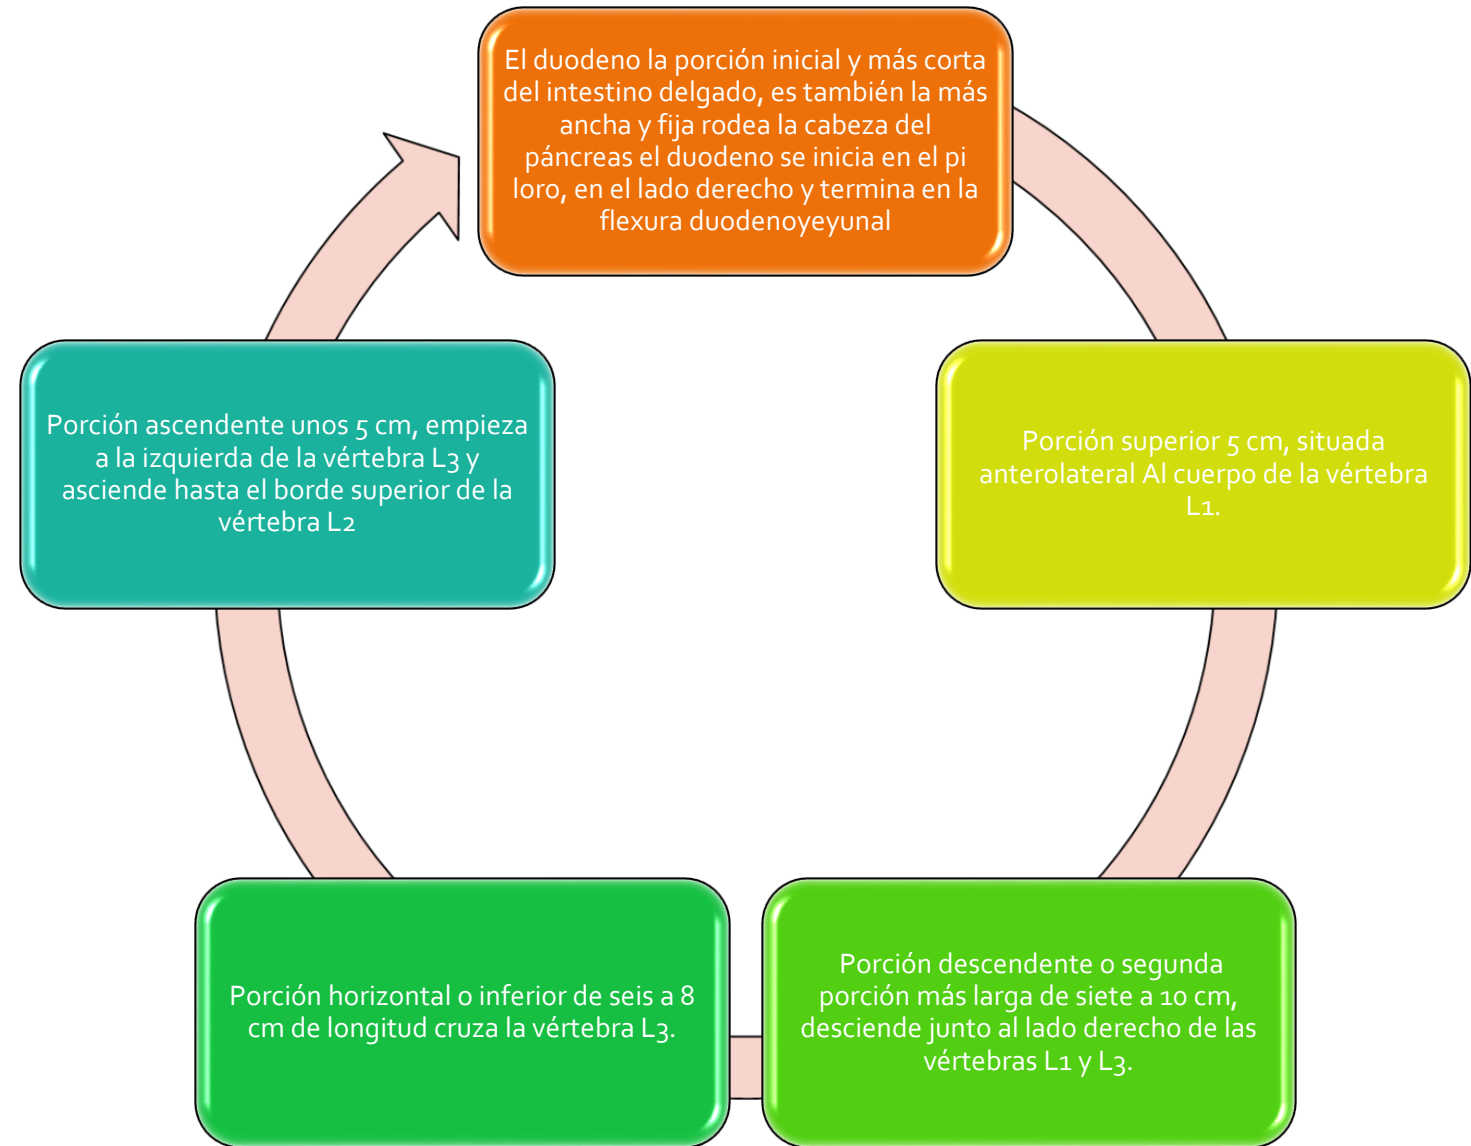 El duodeno la porción inicial y más corta
del intestino delgado, es también la más
ancha y fija rodea la cabeza del
páncreas el duodeno se inicia en el pi
loro, en el lado derecho y termina en la
flexura duodenoyeyunal
Porción superior 5 cm, situada
anterolateral Al cuerpo de la vértebra
L1.
Porción descendente o segunda
porción más larga de siete a 10 cm,
desciende junto al lado derecho de las
vértebras L1 y L3.
Porción horizontal o inferior de seis a 8
cm de longitud cruza la vértebra L3.
Porción ascendente unos 5 cm, empieza
a la izquierda de la vértebra L3 y
asciende hasta el borde superior de la
vértebra L2